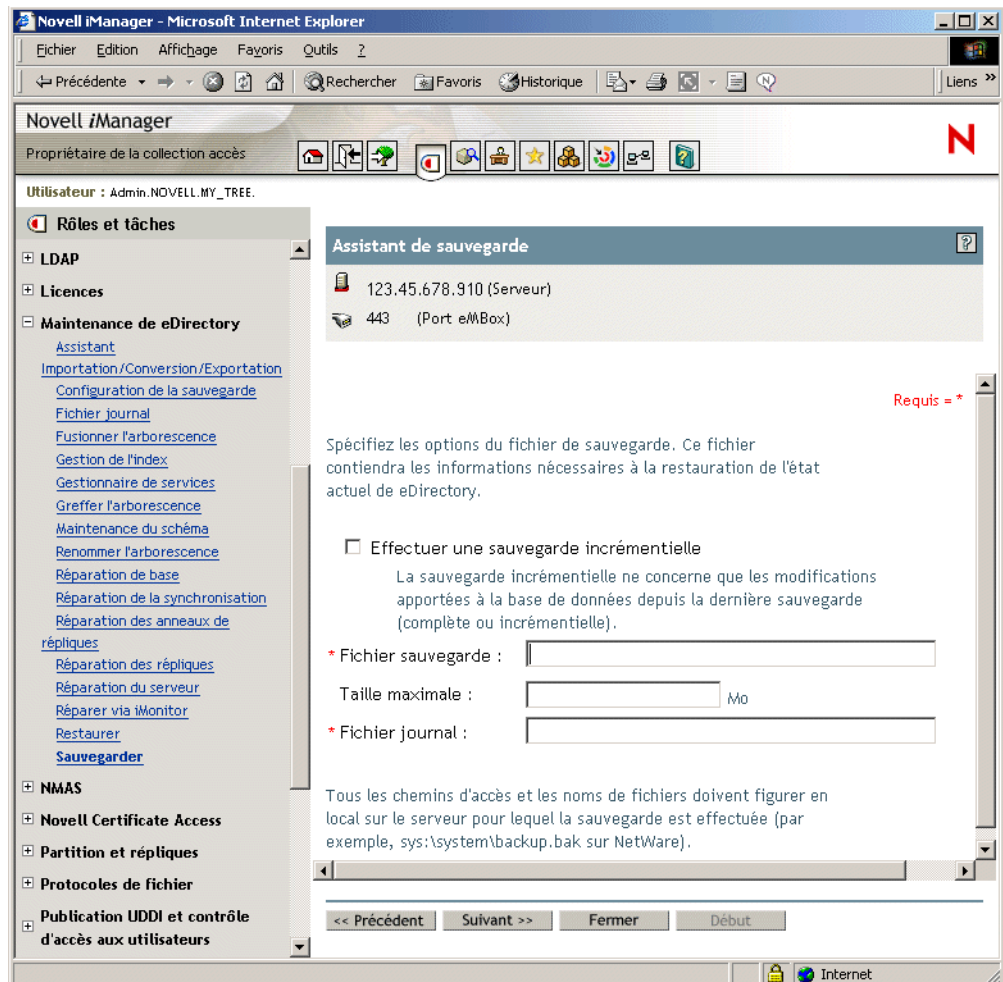 Novell iManager - Microsoft Internet Explorer
Fichier Edition Affichage Favoris Outils ?
Précédente Rechercher Favoris Historique Liens »
Novell iManager
Propriétaire de la collection accès
N
Utilisateur : Admin.NOVELL.MY_TREE.
Rôles et tâches
LDAP
Licences
Maintenance de eDirectory
Assistant
Importation/Conversion/Exportation
Configuration de la sauvegarde
Fichier journal
Fusionner l'arborescence
Gestion de l'index
Gestionnaire de services
Greffer l'arborescence
Maintenance du schéma
Renommer l'arborescence
Réparation de base
Réparation de la synchronisation
Réparation des anneaux de
répliques
Réparation des répliques
Réparation du serveur
Réparer via iMonitor
Restaurer
Sauvegarder
NMAS
Novell Certificate Access
Partition et répliques
Protocoles de fichier
Publication UDDI et contrôle
d'accès aux utilisateurs
Assistant de sauvegarde
?
123.45.678.910 (Serveur)
443 (Port eMBox)
Requis = *
Spécifiez les options du fichier de sauvegarde. Ce fichier
contiendra les informations nécessaires à la restauration de l'état
actuel de eDirectory.
Effectuer une sauvegarde incrémentielle
La sauvegarde incrémentielle ne concerne que les modifications
apportées à la base de données depuis la dernière sauvegarde
(complète ou incrémentielle).
* Fichier sauvegarde :
Taille maximale : Mo
* Fichier journal :
Tous les chemins d'accès et les noms de fichiers doivent figurer en
local sur le serveur pour lequel la sauvegarde est effectuée (par
exemple, sys:\system\backup.bak sur NetWare).
<< Précédent Suivant >> Fermer Début
Internet